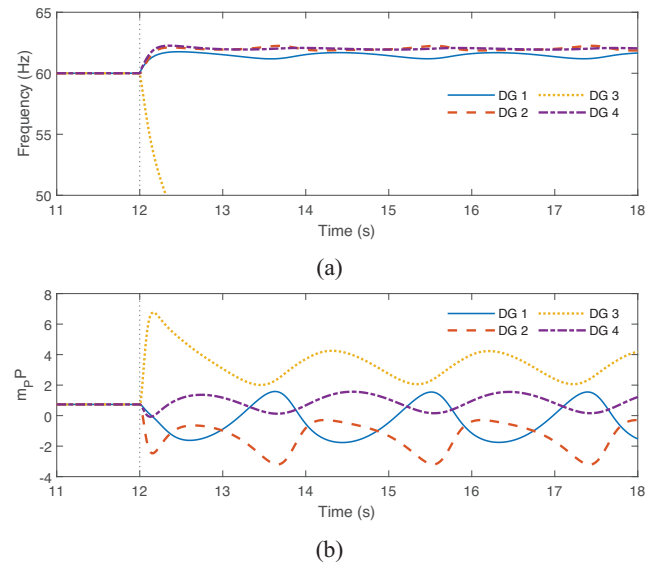 65
60
55
50
Frequency (Hz)
DG 1 DG 3
DG 2 DG 4
11 12 13 14 15 16 17 18
Time (s)
(a)
8
6
4
2
0
-2
-4
mPP
DG 1 DG 3
DG 2 DG 4
11 12 13 14 15 16 17 18
Time (s)
(b)